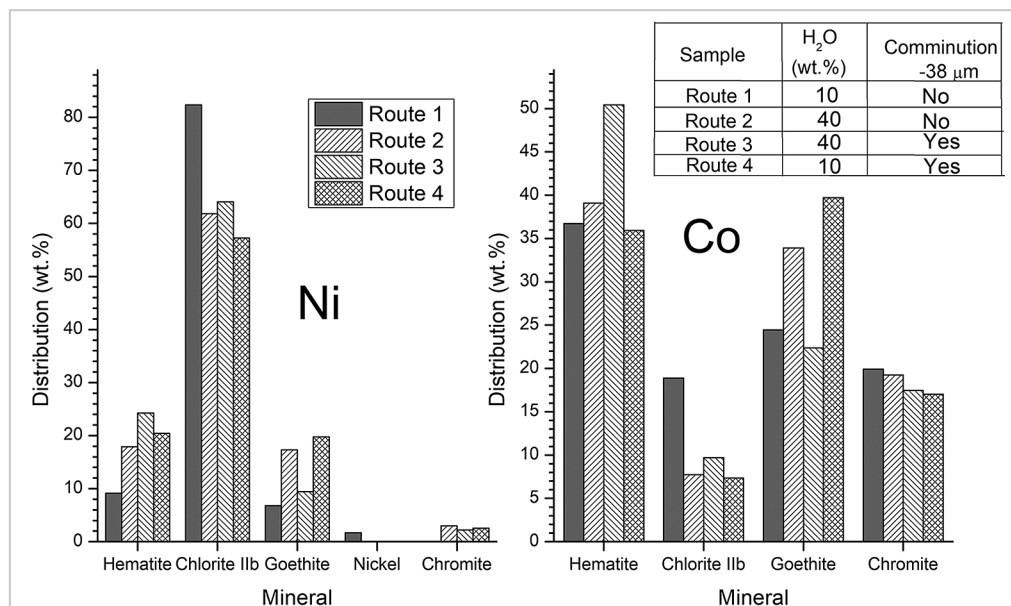 Distribution (wt.%)
80
70
60
50
40
30
20
10
0
Route 1
Route 2
Route 3
Route 4
Ni
Hematite Chlorite IIb Goethite Nickel Chromite
Mineral
Sample H₂O (wt.%) Comminution -38 μm
Route 1 10 No
Route 2 40 No
Route 3 40 Yes
Route 4 10 Yes
Distribution (wt.%)
50
45
40
35
30
25
20
15
10
5
0
Co
Hematite Chlorite IIb Goethite Chromite
Mineral